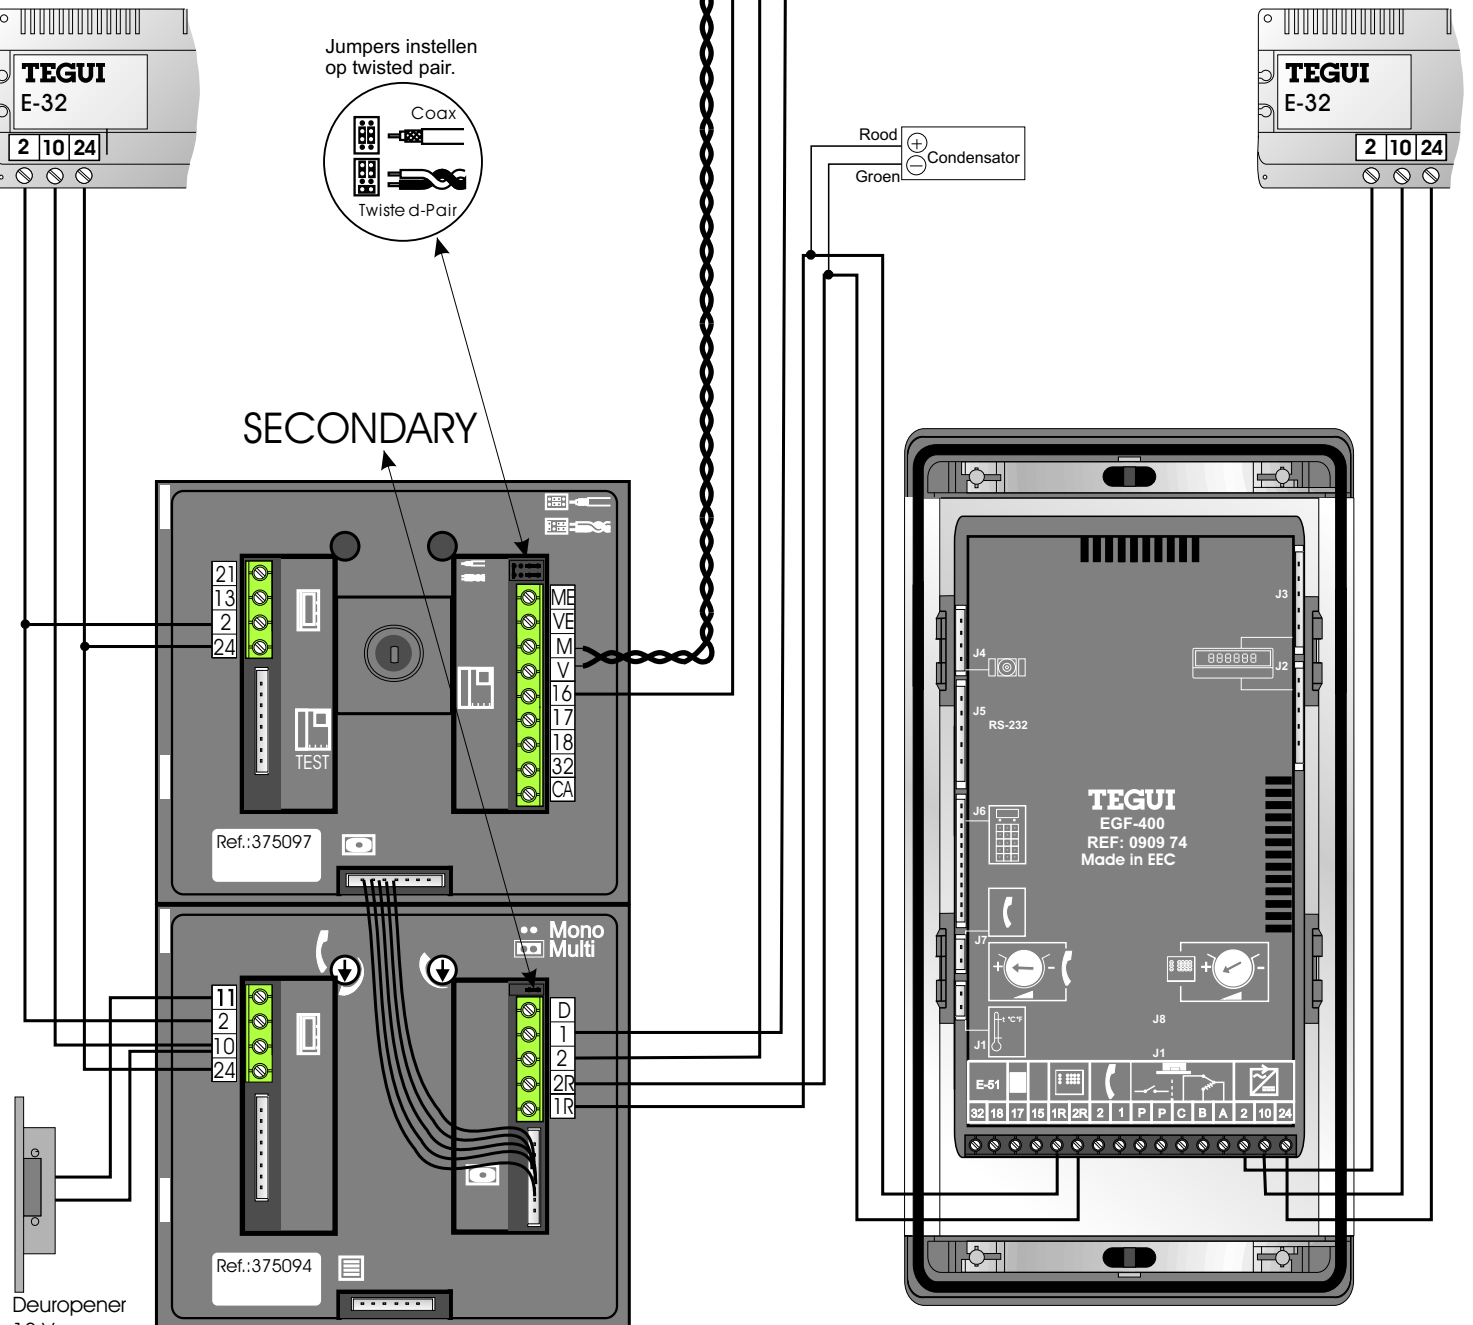 TEGUI
E-32
2 10 24
Jumpers instellen
op twisted pair.
Coax
Twiste d-Pair
Rood
Condensator
Groen
TEGUI
E-32
2 10 24
SECONDARY
21
13
2
24
TEST
ME
VE
M
V
16
17
18
32
CA
Ref.:375097
Mono
Multi
11
2
10
24
D
1
2
2R
1R
Ref.:375094
Deuropener
J3
J4
888888
J2
J5
RS-232
TEGUI
EGF-400
REF: 0909 74
Made in EEC
J6
J7
+ -
+ -
t °C°F
J8
J1
J1
E-51
32 18 17 15 1R 2R 2 1 P P C B A 2 10 24